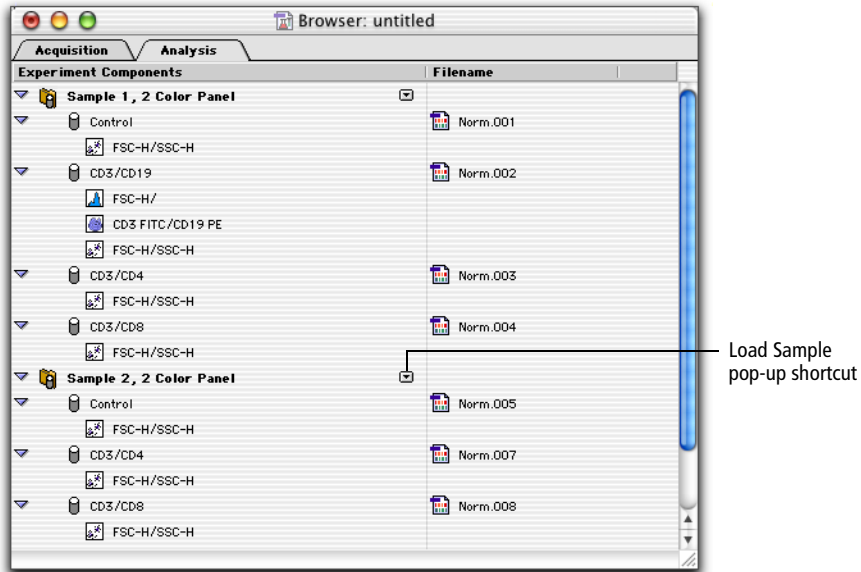 Browser: untitled
Acquisition Analysis
Experiment Components Filename
Sample 1, 2 Color Panel
Control Norm.001
FSC-H/SSC-H
CD3/CD19 Norm.002
FSC-H/
CD3 FITC/CD19 PE
FSC-H/SSC-H
CD3/CD4 Norm.003
FSC-H/SSC-H
CD3/CD8 Norm.004
FSC-H/SSC-H
Sample 2, 2 Color Panel
Control Norm.005
FSC-H/SSC-H
CD3/CD4 Norm.007
FSC-H/SSC-H
CD3/CD8 Norm.008
FSC-H/SSC-H
Load Sample
pop-up shortcut